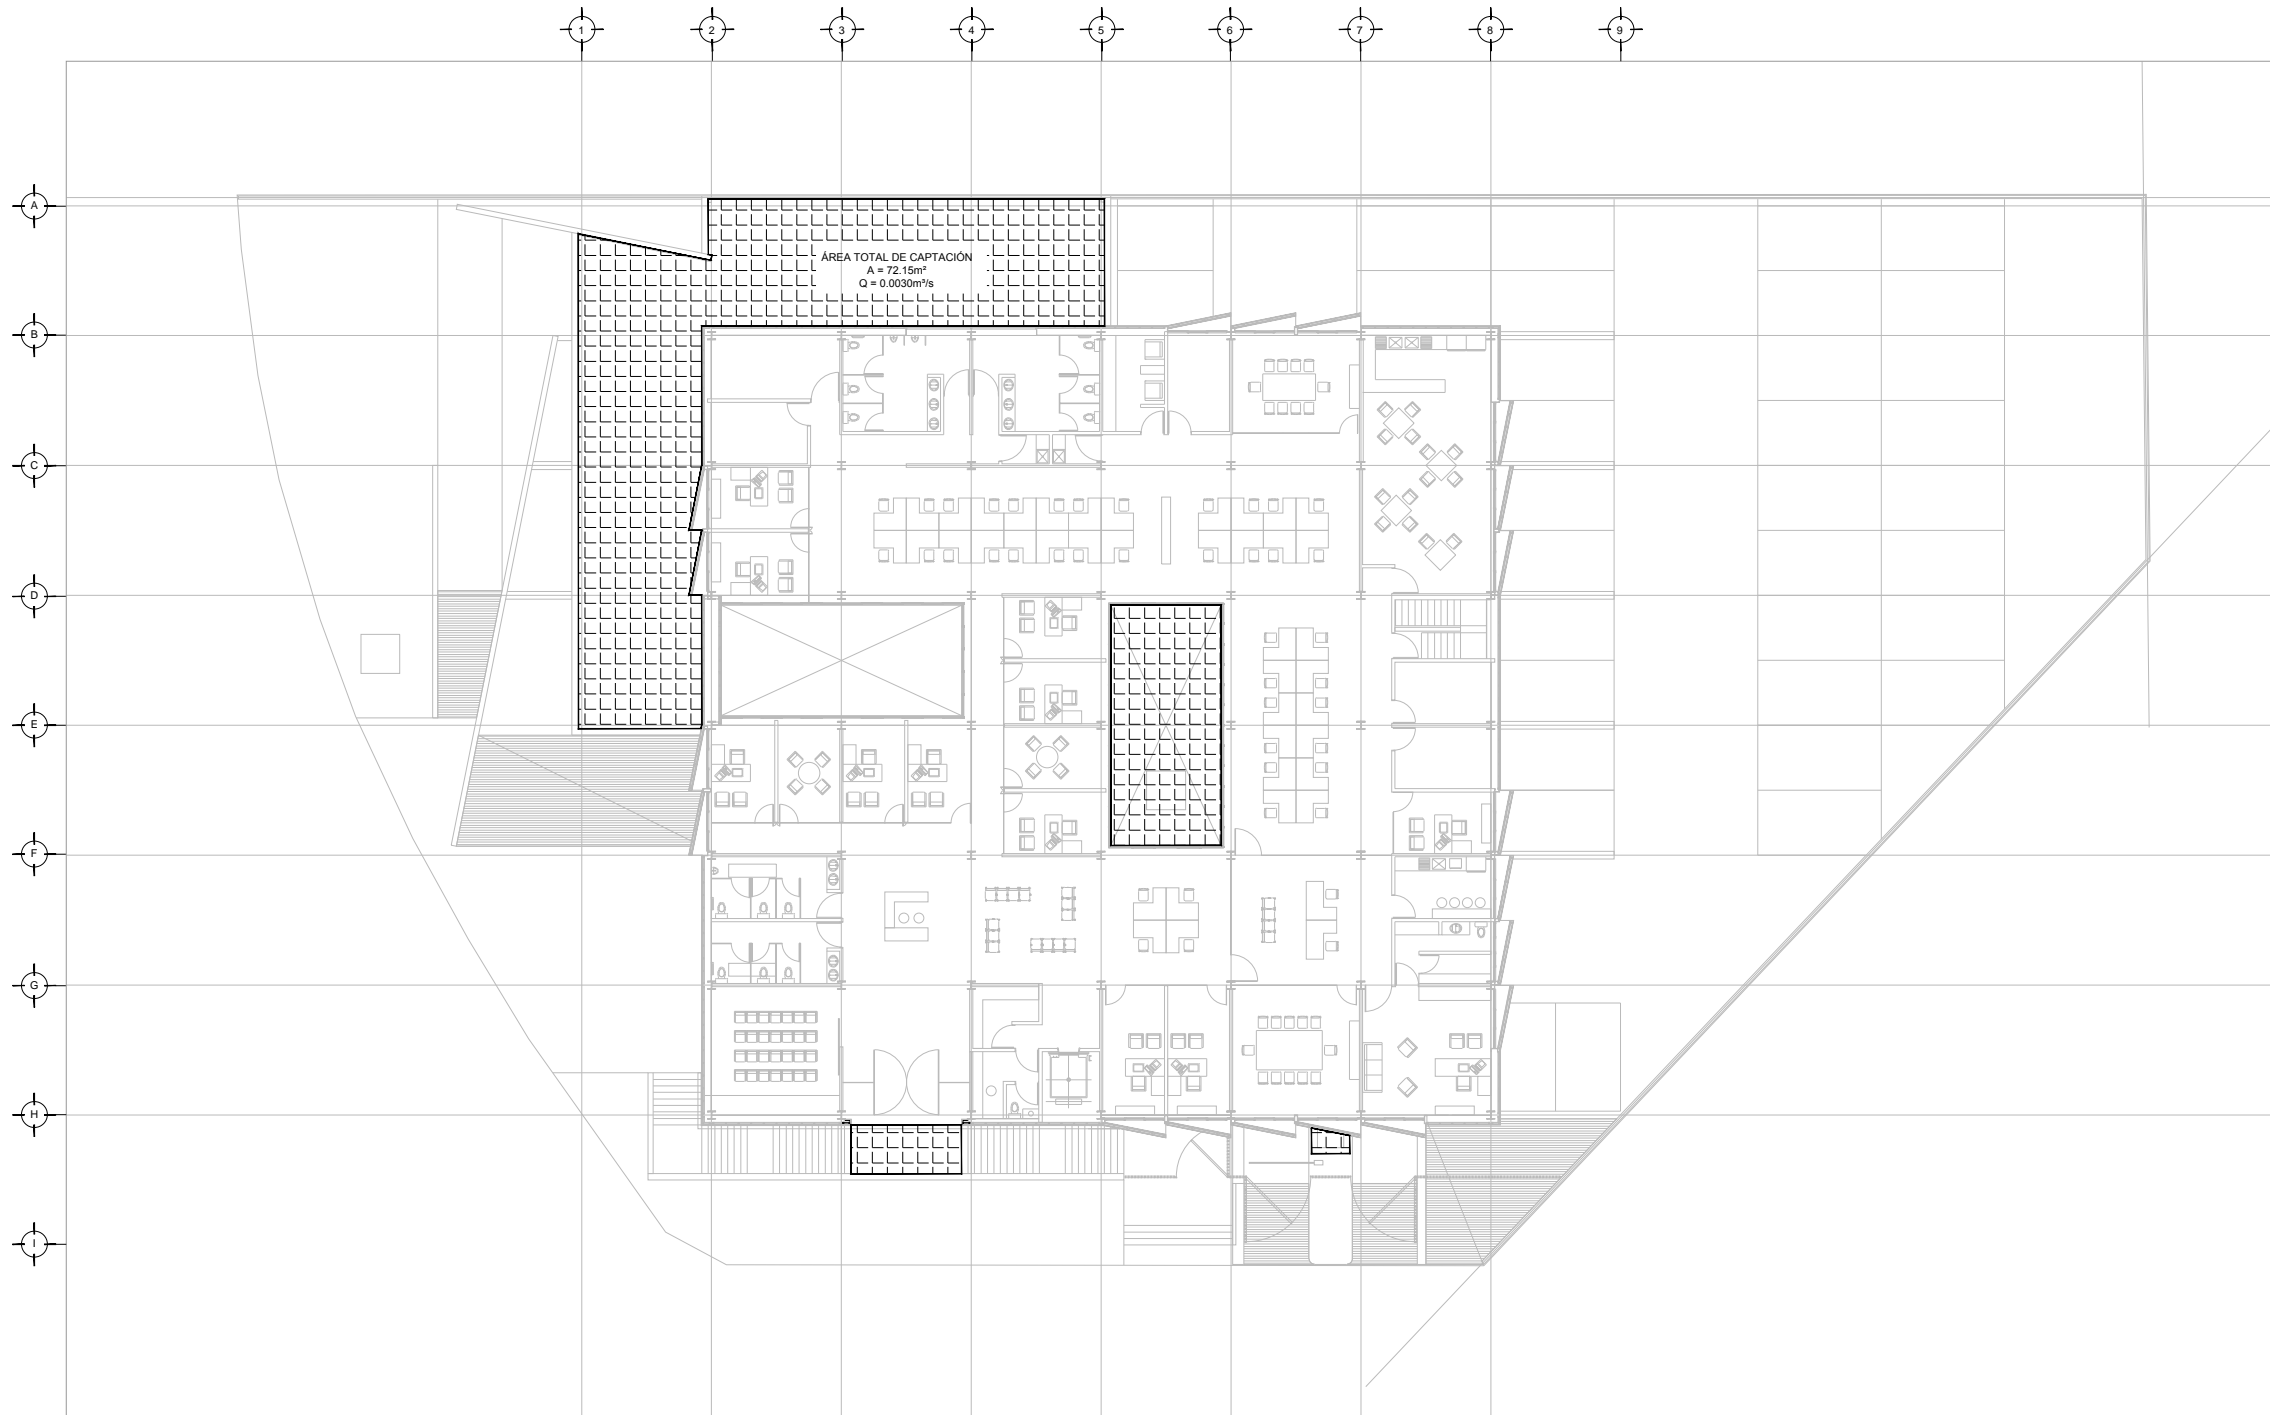 1
2
3
4
5
6
7
8
9
A
ÁREA TOTAL DE CAPTACIÓN
A = 72.15m²
Q = 0.0030m³/s
B
C
D
E
F
G
H
I